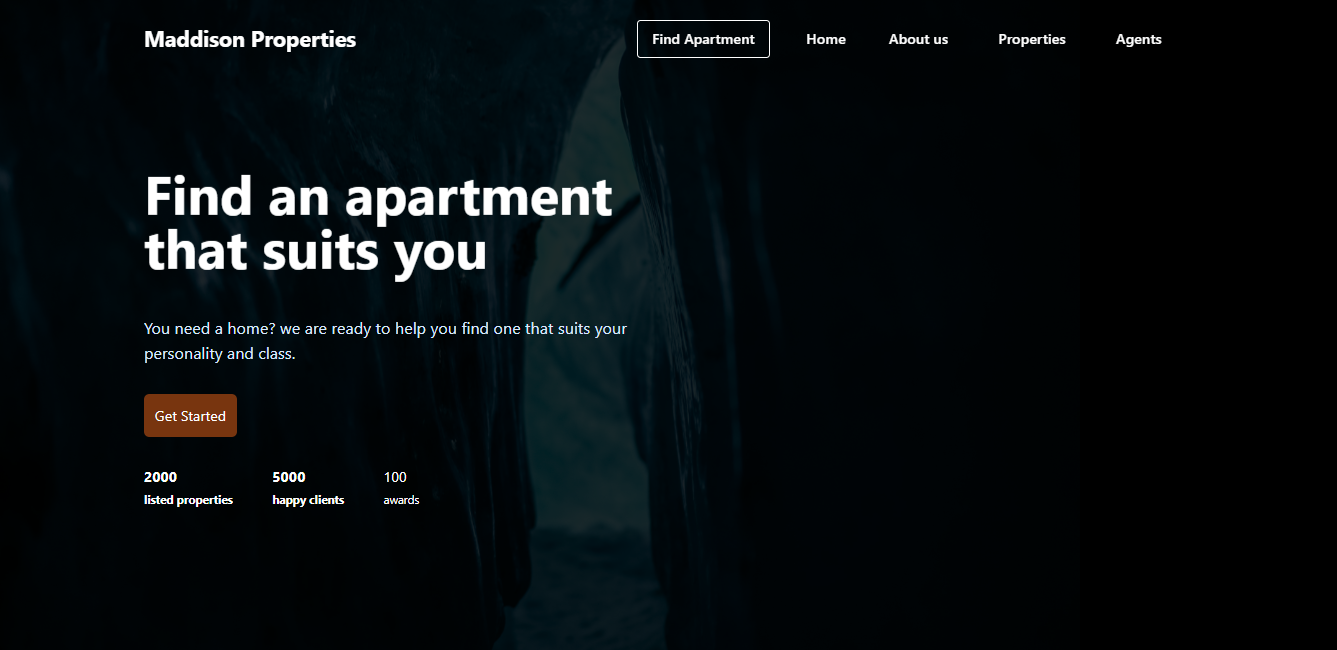 Maddison Properties
Find Apartment Home About us Properties Agents
Find an apartment
that suits you
You need a home? we are ready to help you find one that suits your
personality and class.
Get Started
2000 5000 100
listed properties happy clients awards